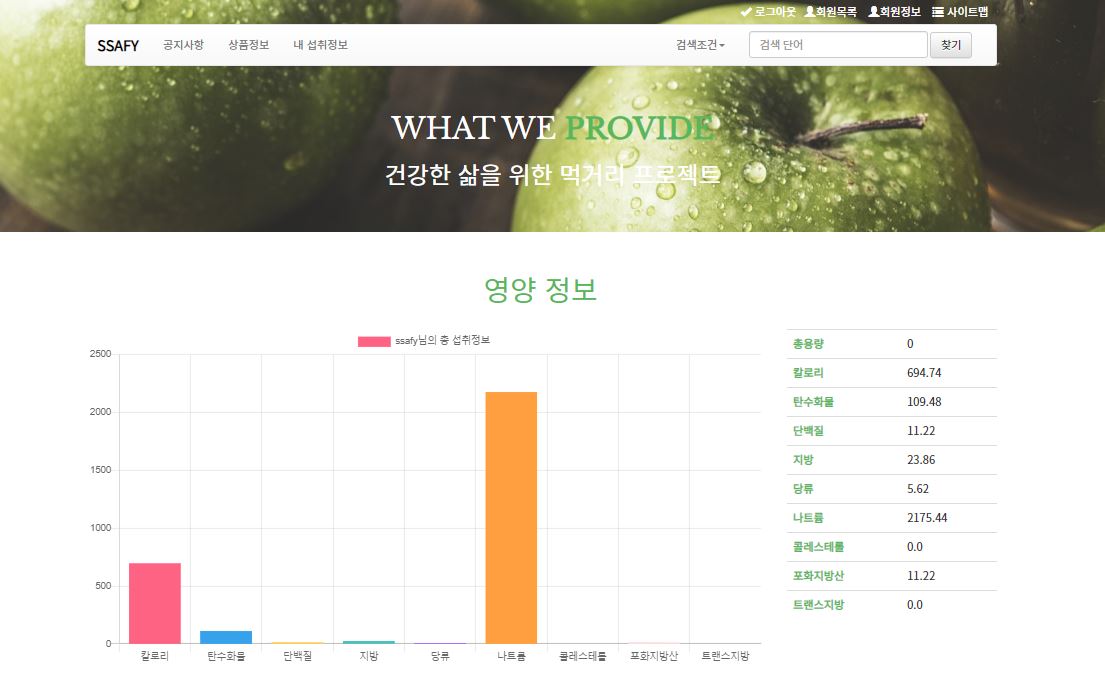 로그아웃 회원목록 회원정보 사이트맵
SSAFY 공지사항 상품정보 내 섭취정보 검색조건 검색 단어 찾기
WHAT WE PROVIDE
건강한 삶을 위한 먹거리 프로젝트
영양 정보
ssafy님의 총 섭취정보
2500
2000
1500
1000
500
0
칼로리 탄수화물 단백질 지방 당류 나트륨 콜레스테롤 포화지방산 트랜스지방
총용량 0
칼로리 694.74
탄수화물 109.48
단백질 11.22
지방 23.86
당류 5.62
나트륨 2175.44
콜레스테롤 0.0
포화지방산 11.22
트랜스지방 0.0